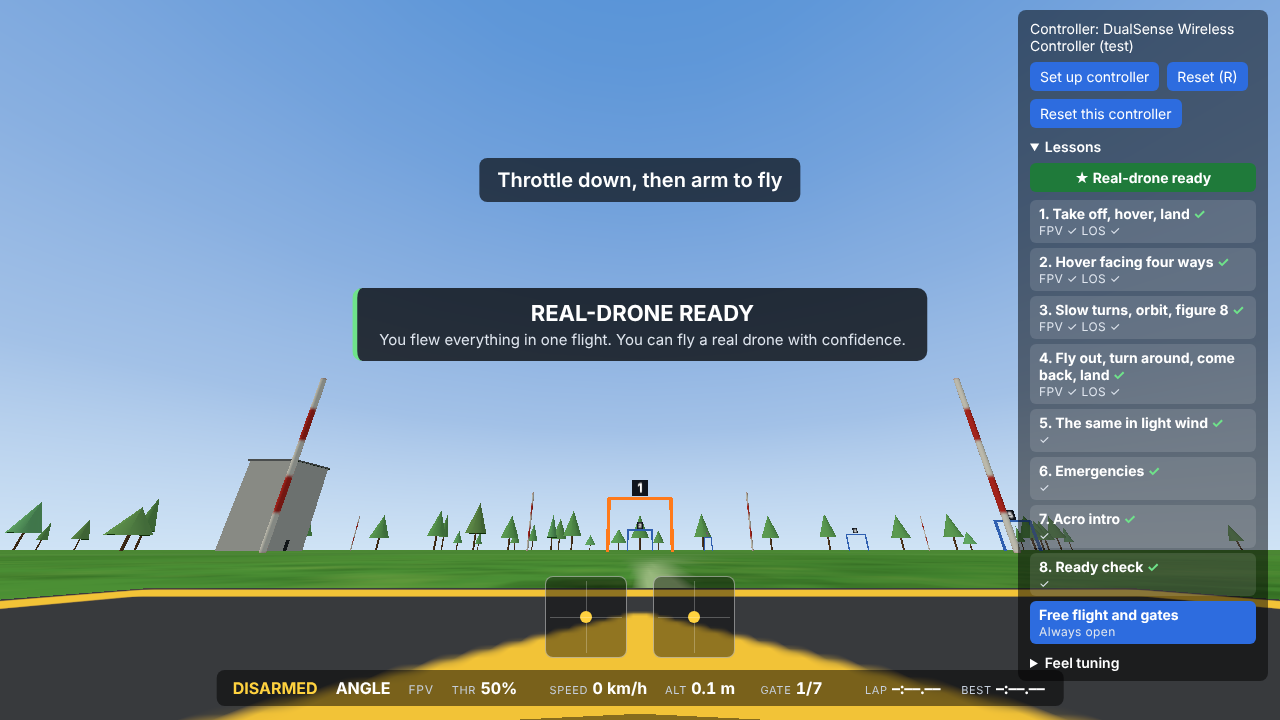 Controller: DualSense Wireless
Controller (test)
Set up controller
Reset (R)
Reset this controller
▼ Lessons
★ Real-drone ready
1. Take off, hover, land ✓
FPV ✓ LOS ✓
2. Hover facing four ways ✓
FPV ✓ LOS ✓
3. Slow turns, orbit, figure 8 ✓
FPV ✓ LOS ✓
4. Fly out, turn around, come
back, land ✓
FPV ✓ LOS ✓
5. The same in light wind ✓
✓
6. Emergencies ✓
✓
7. Acro intro ✓
✓
8. Ready check ✓
✓
Free flight and gates
Always open
▶ Feel tuning
Throttle down, then arm to fly
REAL-DRONE READY
You flew everything in one flight. You can fly a real drone with confidence.
1
DISARMED ANGLE FPV THR 50% SPEED 0 km/h ALT 0.1 m GATE 1/7 LAP –:––.–– BEST –:––.––